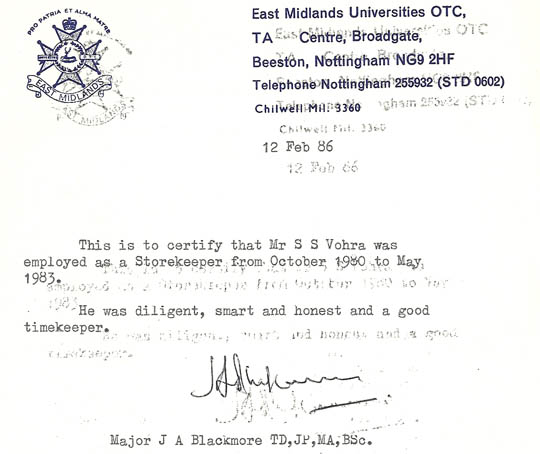 PRO PATRIA ET ALMA MATRE
EAST MIDLANDS
East Midlands Universities OTC,
TA Centre, Broadgate,
Beeston, Nottingham NG9 2HF
Telephone Nottingham 255932 (STD 0602)
Chilwell Mil. 3360
12 Feb 86
This is to certify that Mr S S Vohra was
employed as a Storekeeper from October 1980 to May
1983.
He was diligent, smart and honest and a good
timekeeper.
Major J A Blackmore TD,JP,MA,BSc.